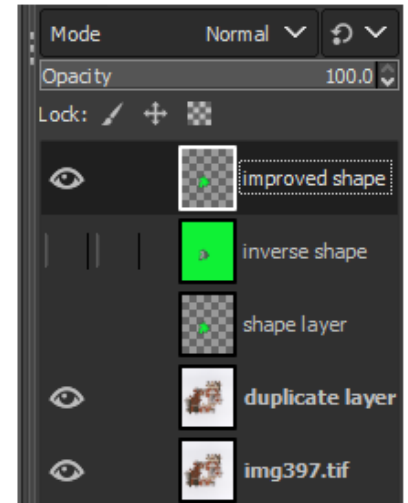 Mode Normal
Opacity 100.0
Lock:
improved shape
inverse shape
shape layer
duplicate layer
img397.tif